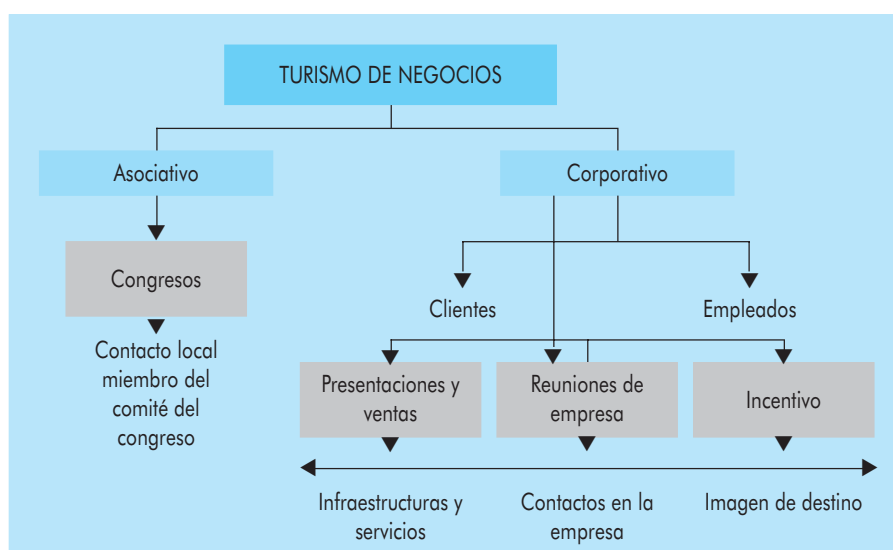 TURISMO DE NEGOCIOS
Asociativo
Corporativo
Congresos
Clientes
Empleados
Contacto local
miembro del
comité del
congreso
Presentaciones y
ventas
Reuniones de
empresa
Incentivo
Infraestructuras y
servicios
Contactos en la
empresa
Imagen de destino